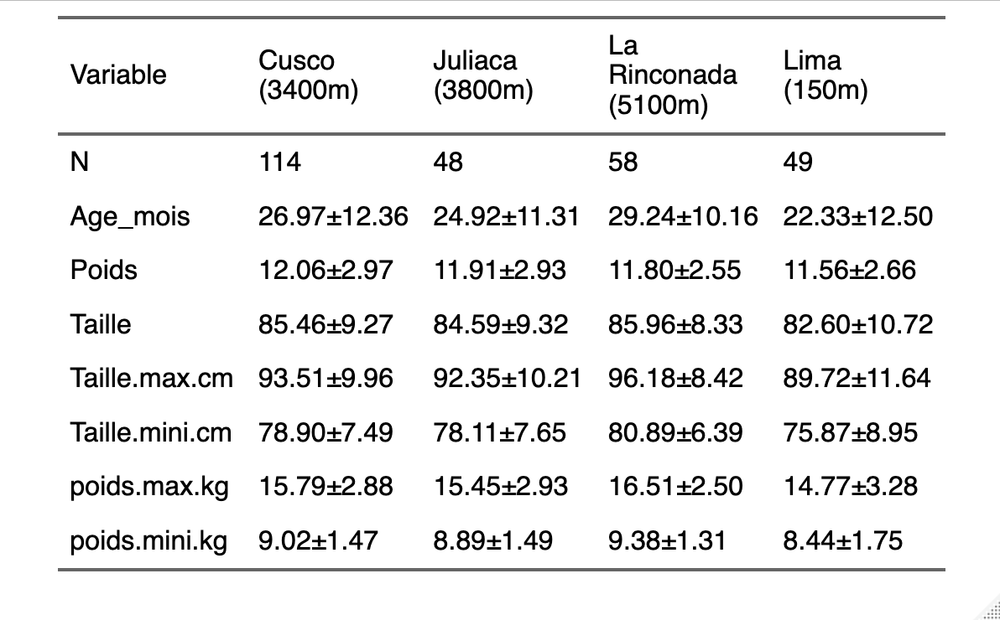 Variable Cusco (3400m) Juliaca (3800m) La Rinconada (5100m) Lima (150m)
N 114 48 58 49
Age_mois 26.97±12.36 24.92±11.31 29.24±10.16 22.33±12.50
Poids 12.06±2.97 11.91±2.93 11.80±2.55 11.56±2.66
Taille 85.46±9.27 84.59±9.32 85.96±8.33 82.60±10.72
Taille.max.cm 93.51±9.96 92.35±10.21 96.18±8.42 89.72±11.64
Taille.mini.cm 78.90±7.49 78.11±7.65 80.89±6.39 75.87±8.95
poids.max.kg 15.79±2.88 15.45±2.93 16.51±2.50 14.77±3.28
poids.mini.kg 9.02±1.47 8.89±1.49 9.38±1.31 8.44±1.75